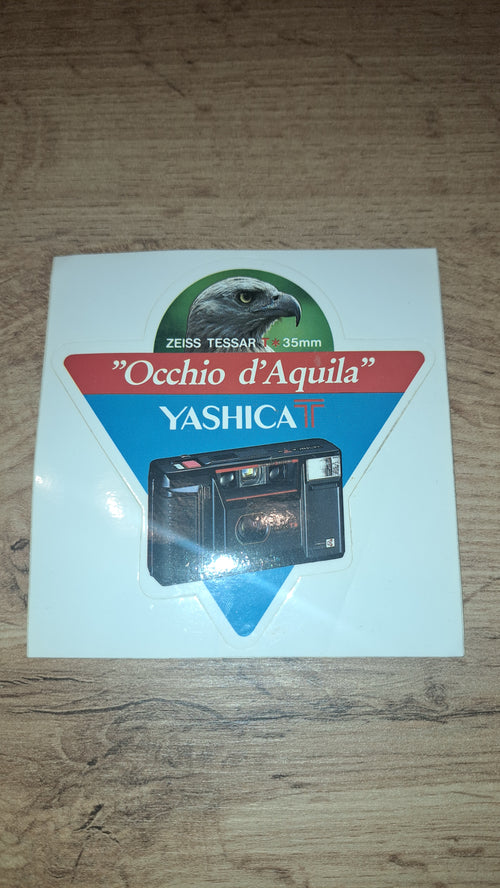 ZEISS TESSAR T* 35mm
"Occhio d'Aquila"
YASHICA T